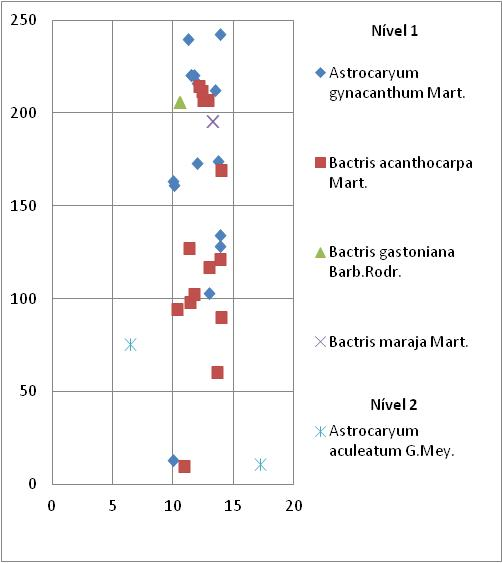 250
200
150
100
50
0
0 5 10 15 20
Nível 1
Astrocaryum
gynacanthum Mart.
Bactris acanthocarpa
Mart.
Bactris gastoniana
Barb.Rodr.
Bactris maraja Mart.
Nível 2
Astrocaryum
aculeatum G.Mey.